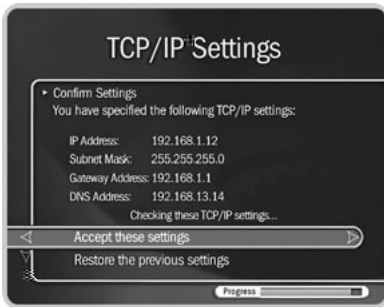 TCP/IP Settings
Confirm Settings
You have specified the following TCP/IP settings:
IP Address: 192.168.1.12
Subnet Mask: 255.255.255.0
Gateway Address: 192.168.1.1
DNS Address: 192.168.13.14
Checking these TCP/IP settings...
Accept these settings
Restore the previous settings
Progress